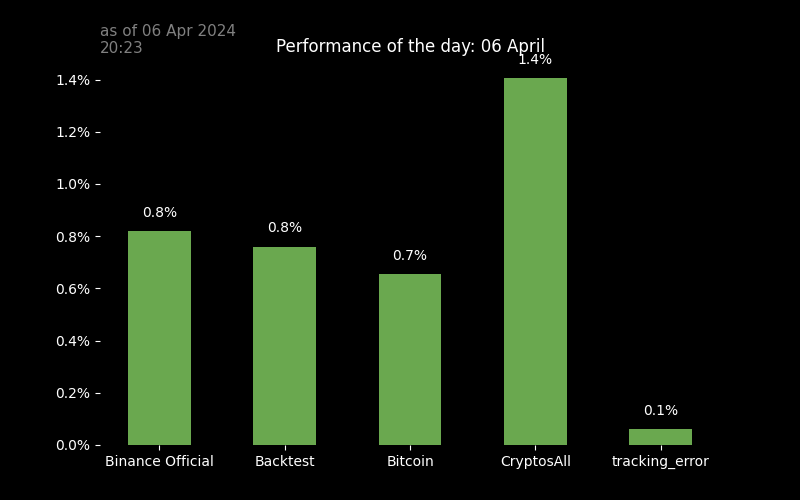 as of 06 Apr 2024
20:23
Performance of the day: 06 April
1.4%
1.4%
1.2%
1.0%
0.8%
0.8%
0.8%
0.7%
0.6%
0.4%
0.2%
0.1%
0.0%
Binance Official
Backtest
Bitcoin
CryptosAll
tracking_error